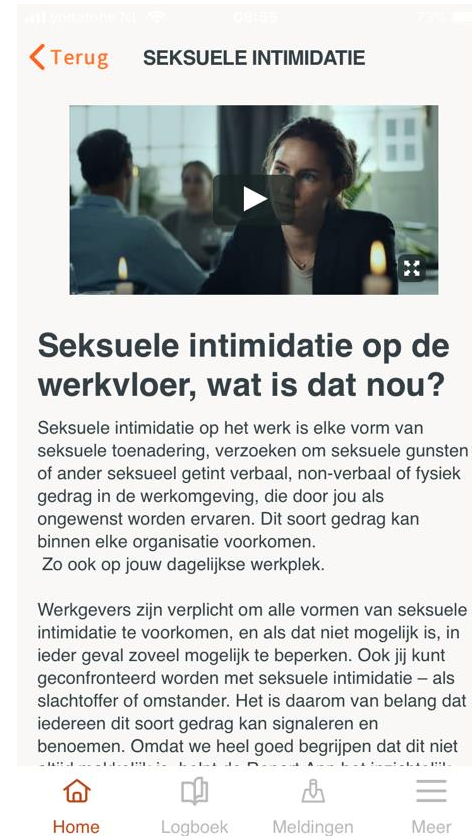 vodafone NL 08:53 73%
Terug SEKSUELE INTIMIDATIE
Seksuele intimidatie op de
werkvloer, wat is dat nou?
Seksuele intimidatie op het werk is elke vorm van
seksuele toenadering, verzoeken om seksuele gunsten
of ander seksueel getint verbaal, non-verbaal of fysiek
gedrag in de werkomgeving, die door jou als
ongewenst worden ervaren. Dit soort gedrag kan
binnen elke organisatie voorkomen.
Zo ook op jouw dagelijkse werkplek.
Werkgevers zijn verplicht om alle vormen van seksuele
intimidatie te voorkomen, en als dat niet mogelijk is, in
ieder geval zoveel mogelijk te beperken. Ook jij kunt
geconfronteerd worden met seksuele intimidatie – als
slachtoffer of omstander. Het is daarom van belang dat
iedereen dit soort gedrag kan signaleren en
benoemen. Omdat we heel goed begrijpen dat dit niet
Home Logboek Meldingen Meer